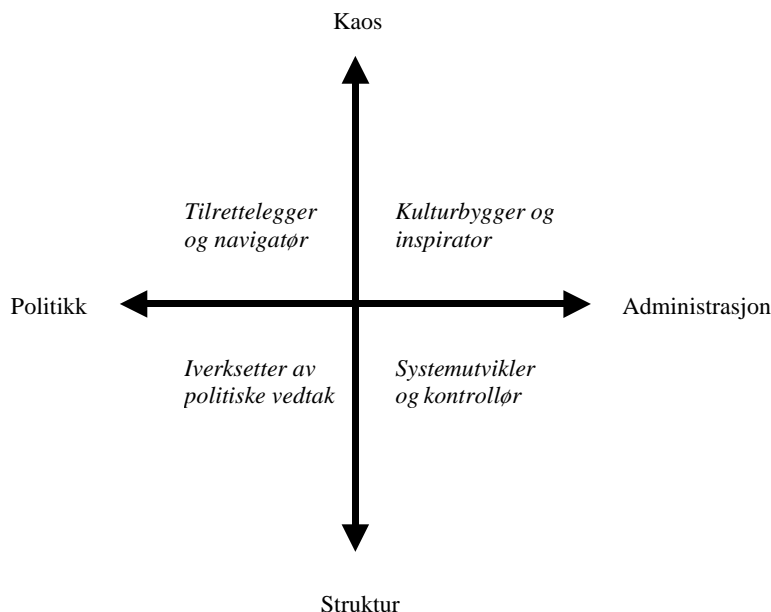 Kaos
Tilrettelegger
og navigatør
Kulturbygger og
inspirator
Politikk
Administrasjon
Iverksetter av
politiske vedtak
Systemutvikler
og kontrollør
Struktur